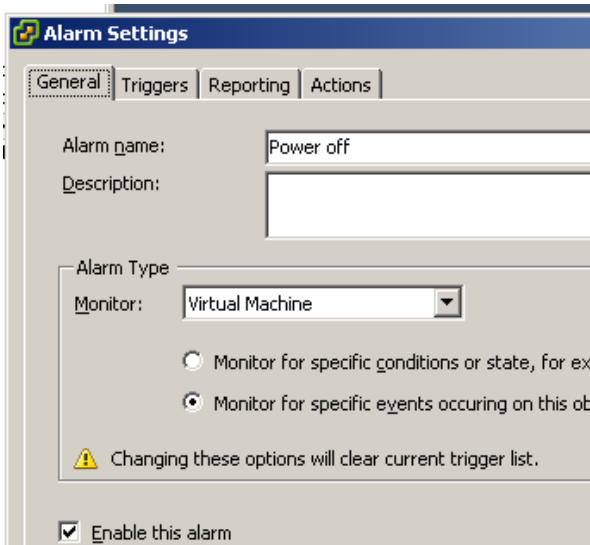 Alarm Settings
General Triggers Reporting Actions
Alarm name: Power off
Description:
Alarm Type
Monitor: Virtual Machine
Monitor for specific conditions or state, for ex
Monitor for specific events occuring on this ob
Changing these options will clear current trigger list.
Enable this alarm